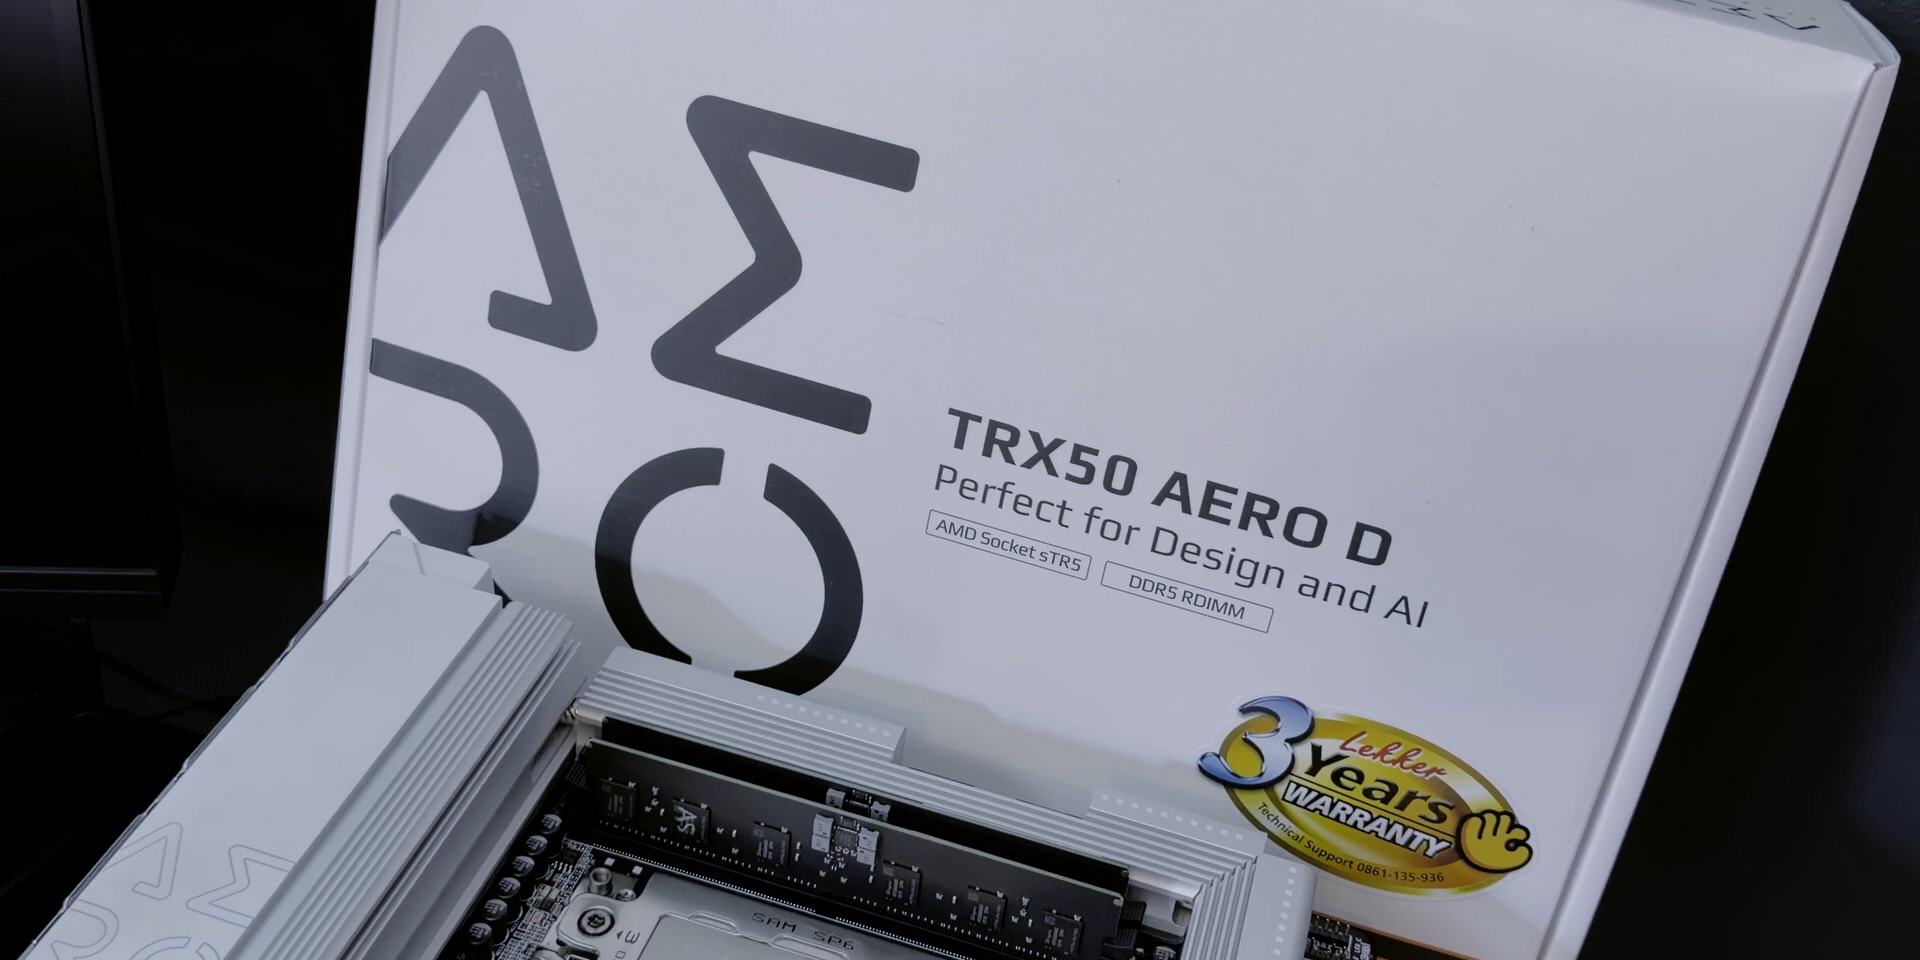 AERO
TRX50 AERO D
Perfect for Design and AI
AMD Socket sTR5
DDR5 RDIMM
3 Lekker
Years
WARRANTY
Technical Support 0861-135-936
SAM SP6